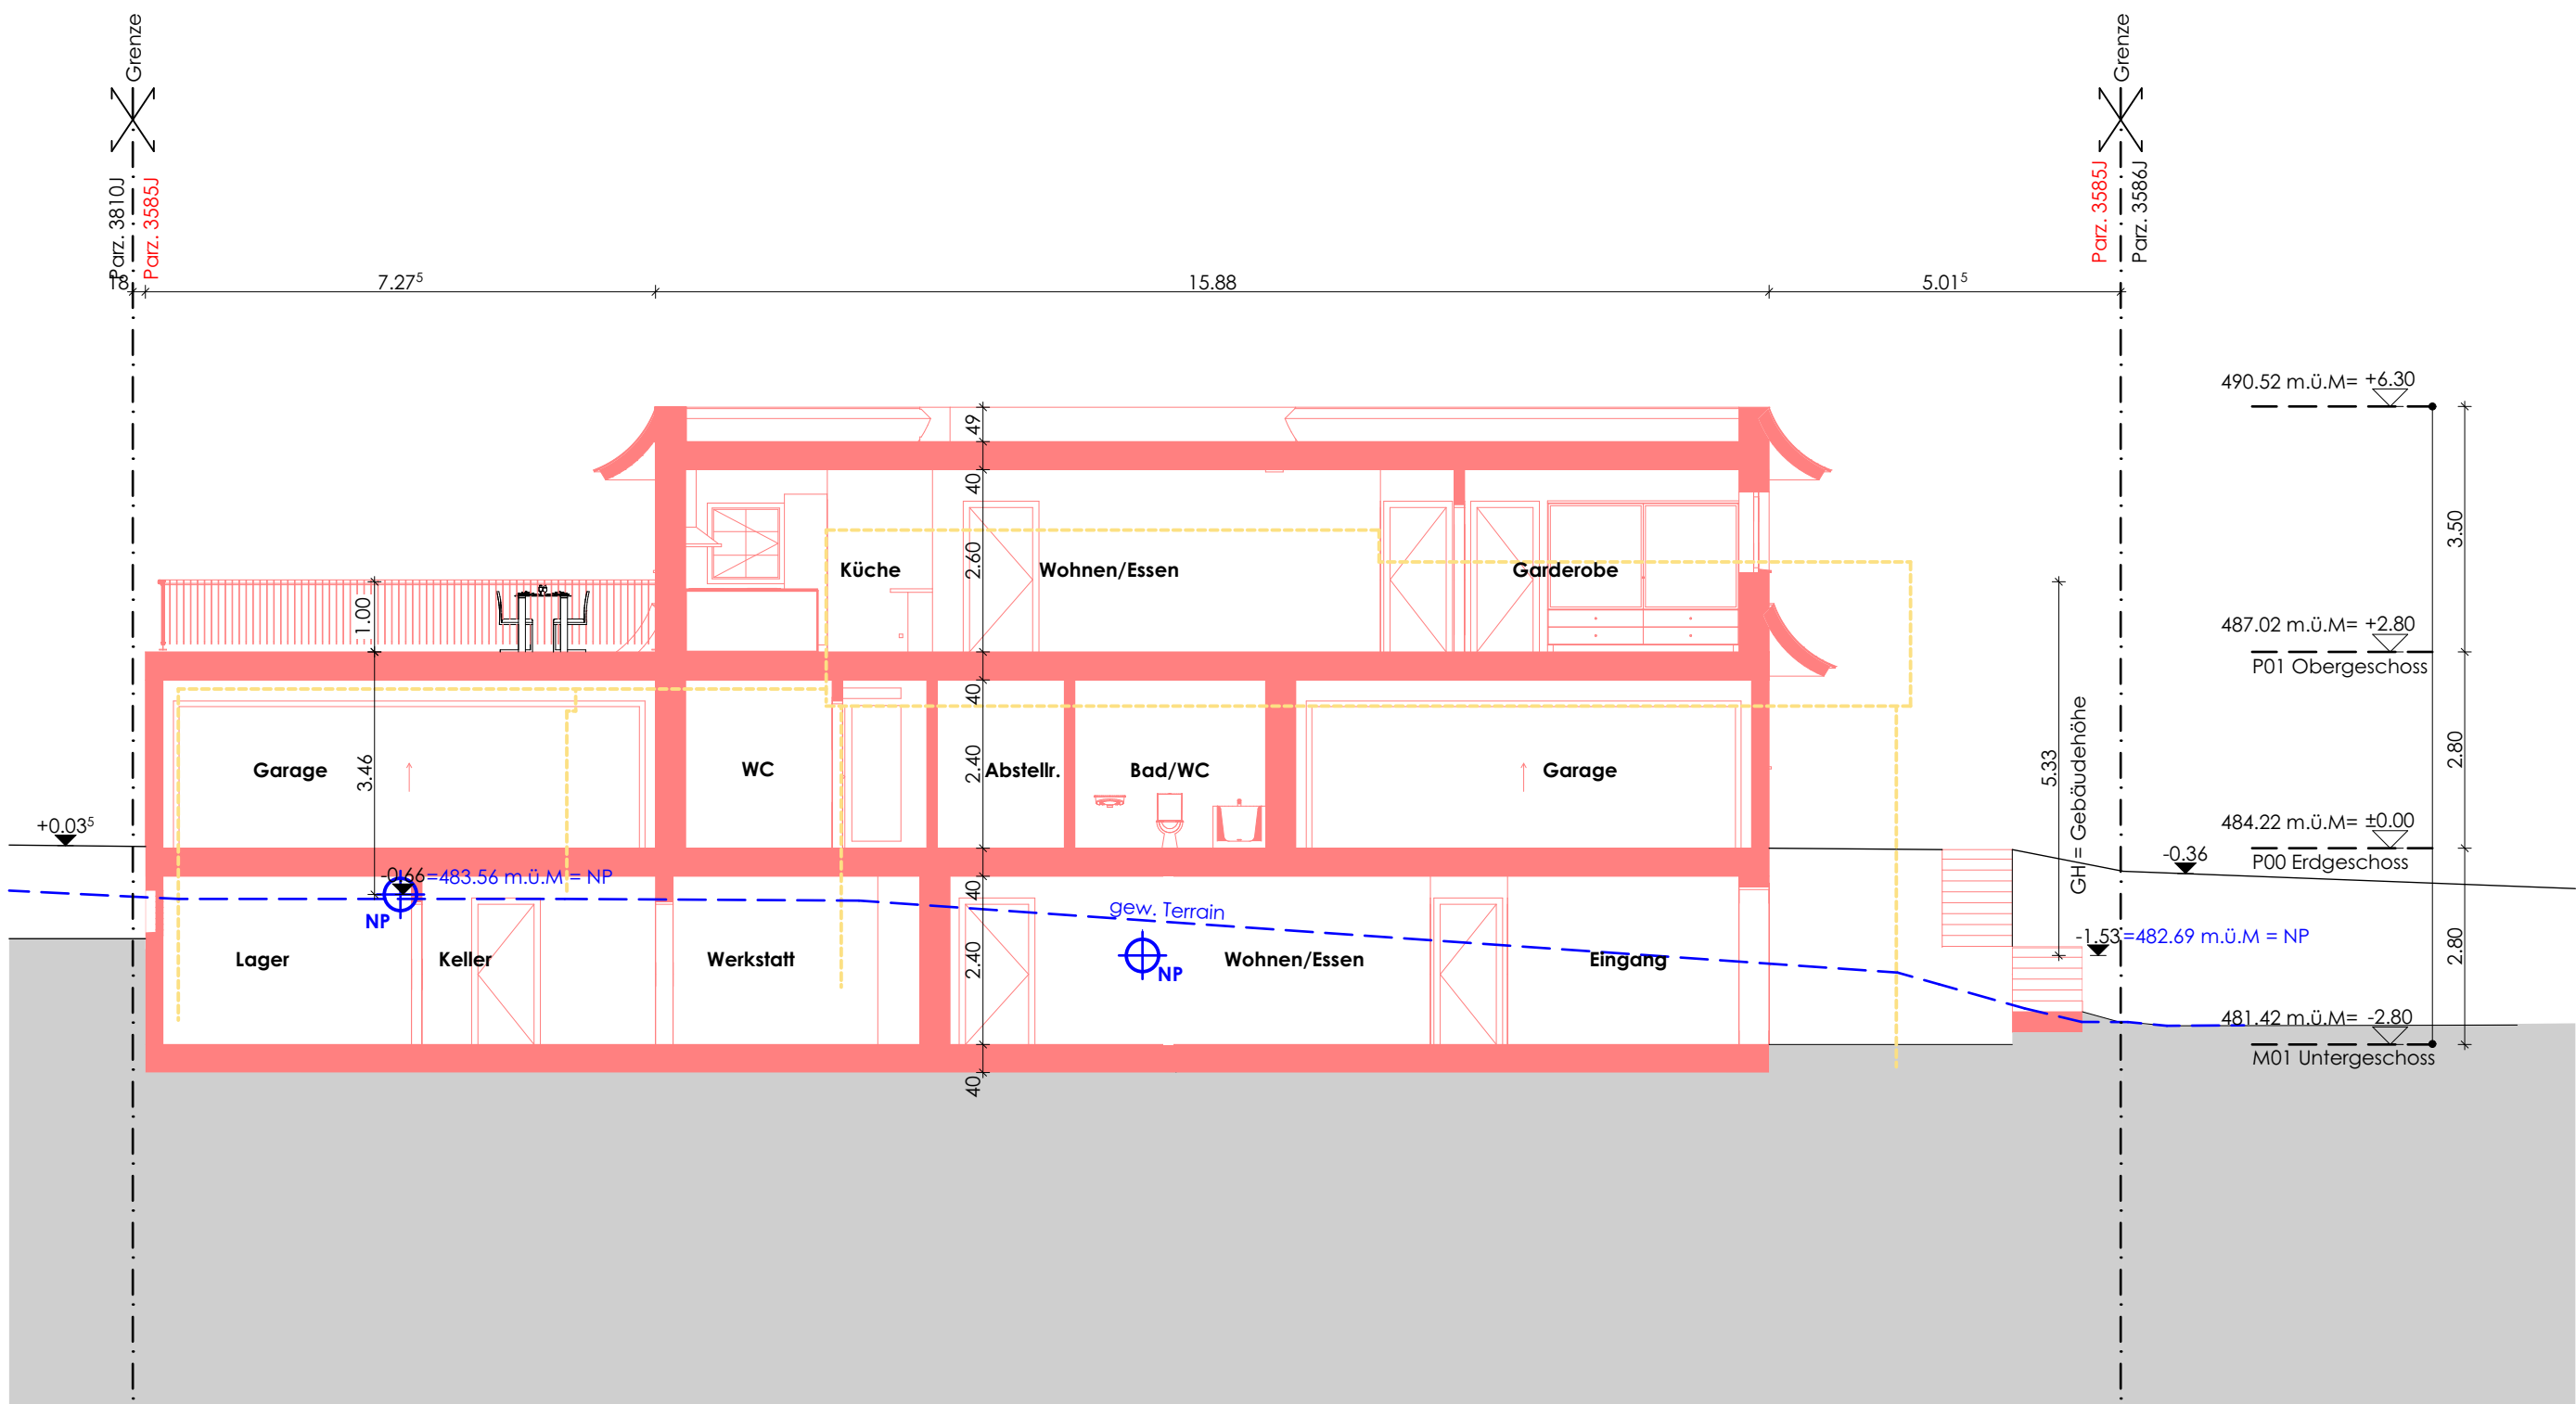 Grenze
Grenze
Parz. 3810J
Parz. 3585J
Parz. 3585J
Parz. 3586J
18
7.27⁵
15.88
5.01⁵
490.52 m.ü.M= +6.30
49
40
3.50
2.60
Küche
Wohnen/Essen
Garderobe
1.00
487.02 m.ü.M= +2.80
P01 Obergeschoss
40
GH = Gebäudehöhe
5.33
2.80
3.46
2.40
Garage
WC
Abstellr.
Bad/WC
Garage
+0.03⁵
484.22 m.ü.M= ±0.00
P00 Erdgeschoss
-0.36
-0.66=483.56 m.ü.M = NP
40
NP
gew. Terrain
-1.53=482.69 m.ü.M = NP
Lager
Keller
Werkstatt
2.40
NP
Wohnen/Essen
Eingang
2.80
481.42 m.ü.M= -2.80
M01 Untergeschoss
40